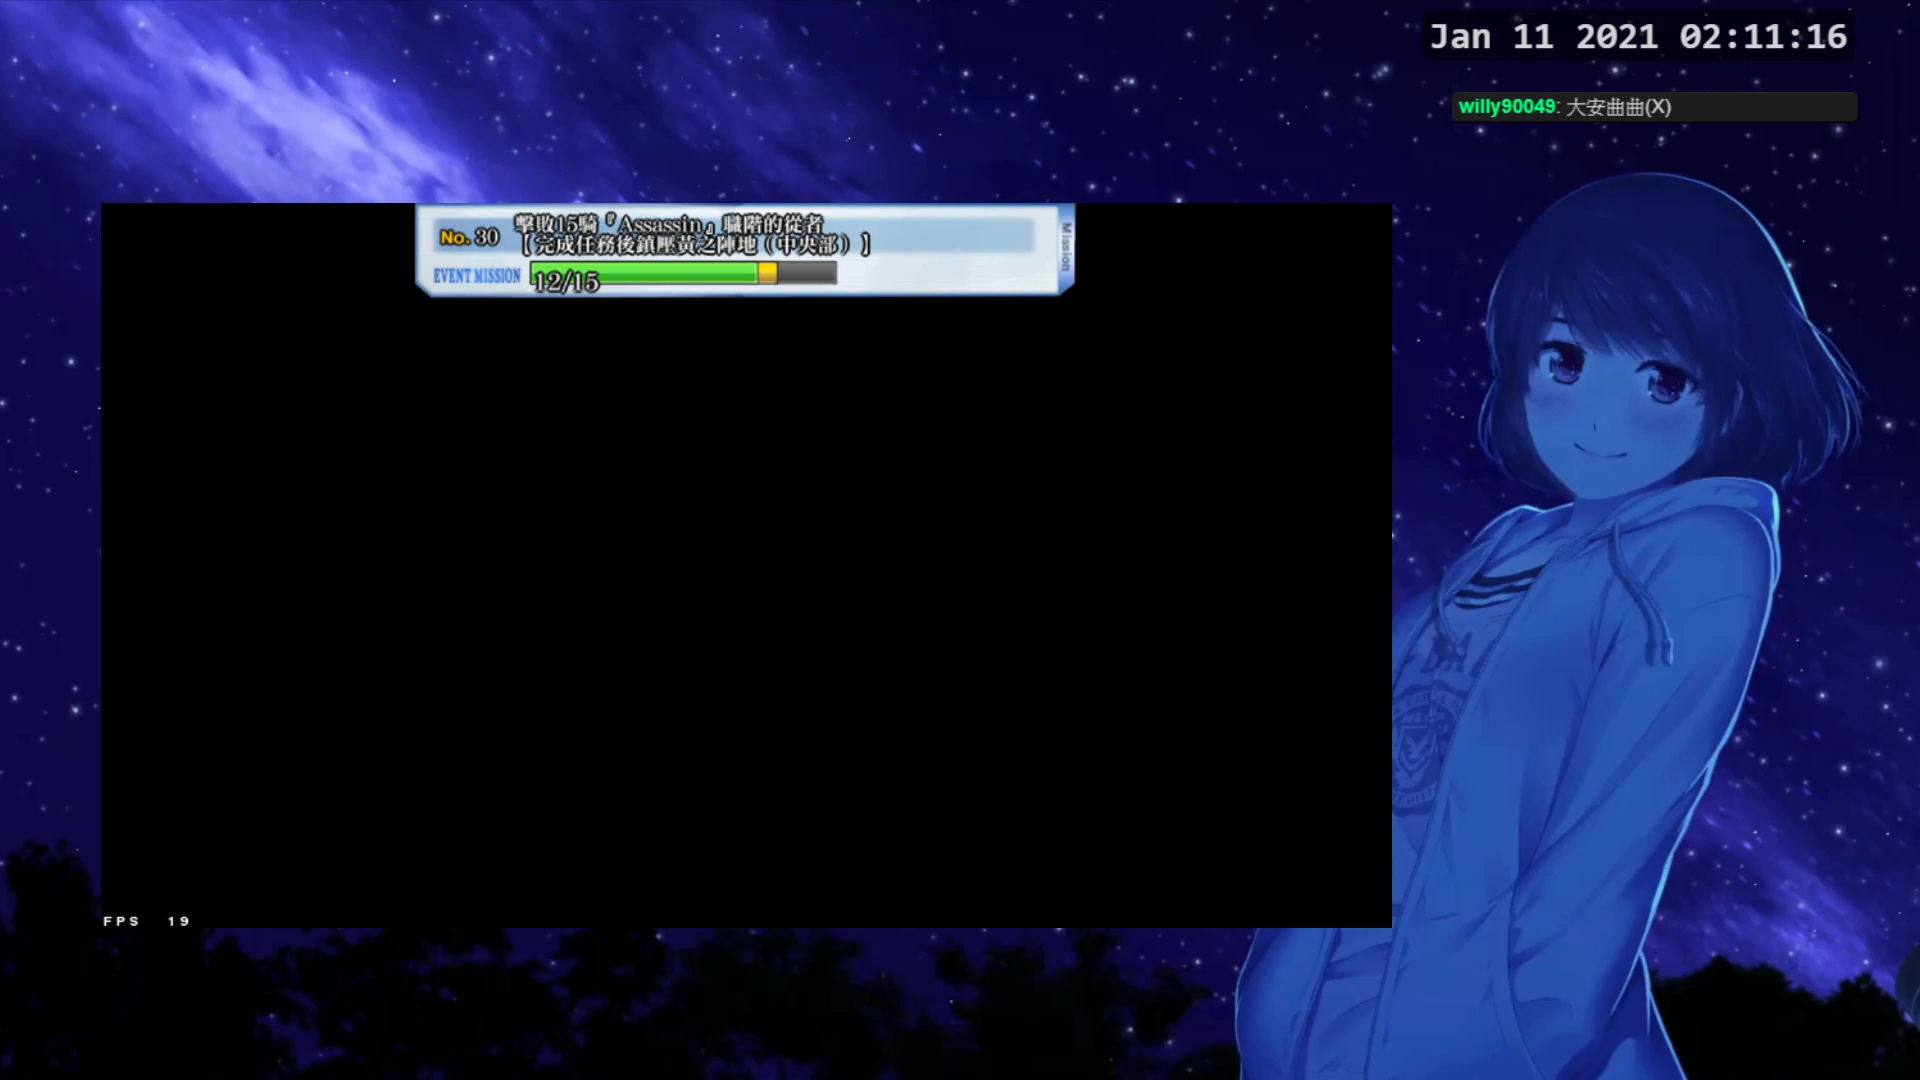 Jan 11 2021 02:11:16
willy90049: 大安曲曲(X)
No. 30
擊敗15騎『Assassin』職階的從者
【完成任務後鎮壓黃之陣地（中央部）】
EVENT MISSION
12/15
Mission
FPS 19